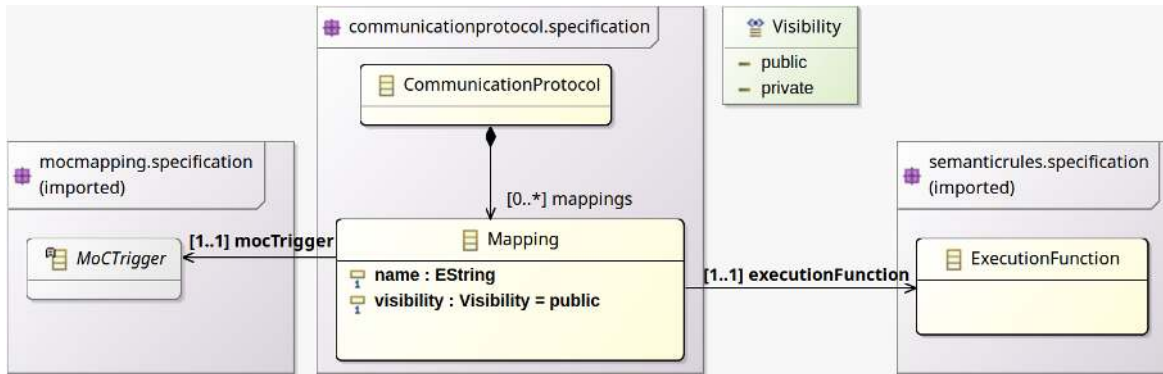 communicationprotocol.specification
Visibility
public
private
CommunicationProtocol
mocmapping.specification
(imported)
semanticrules.specification
(imported)
[0..*] mappings
[1..1] mocTrigger
Mapping
MoCTrigger
ExecutionFunction
name : EString
[1..1] executionFunction
visibility : Visibility = public